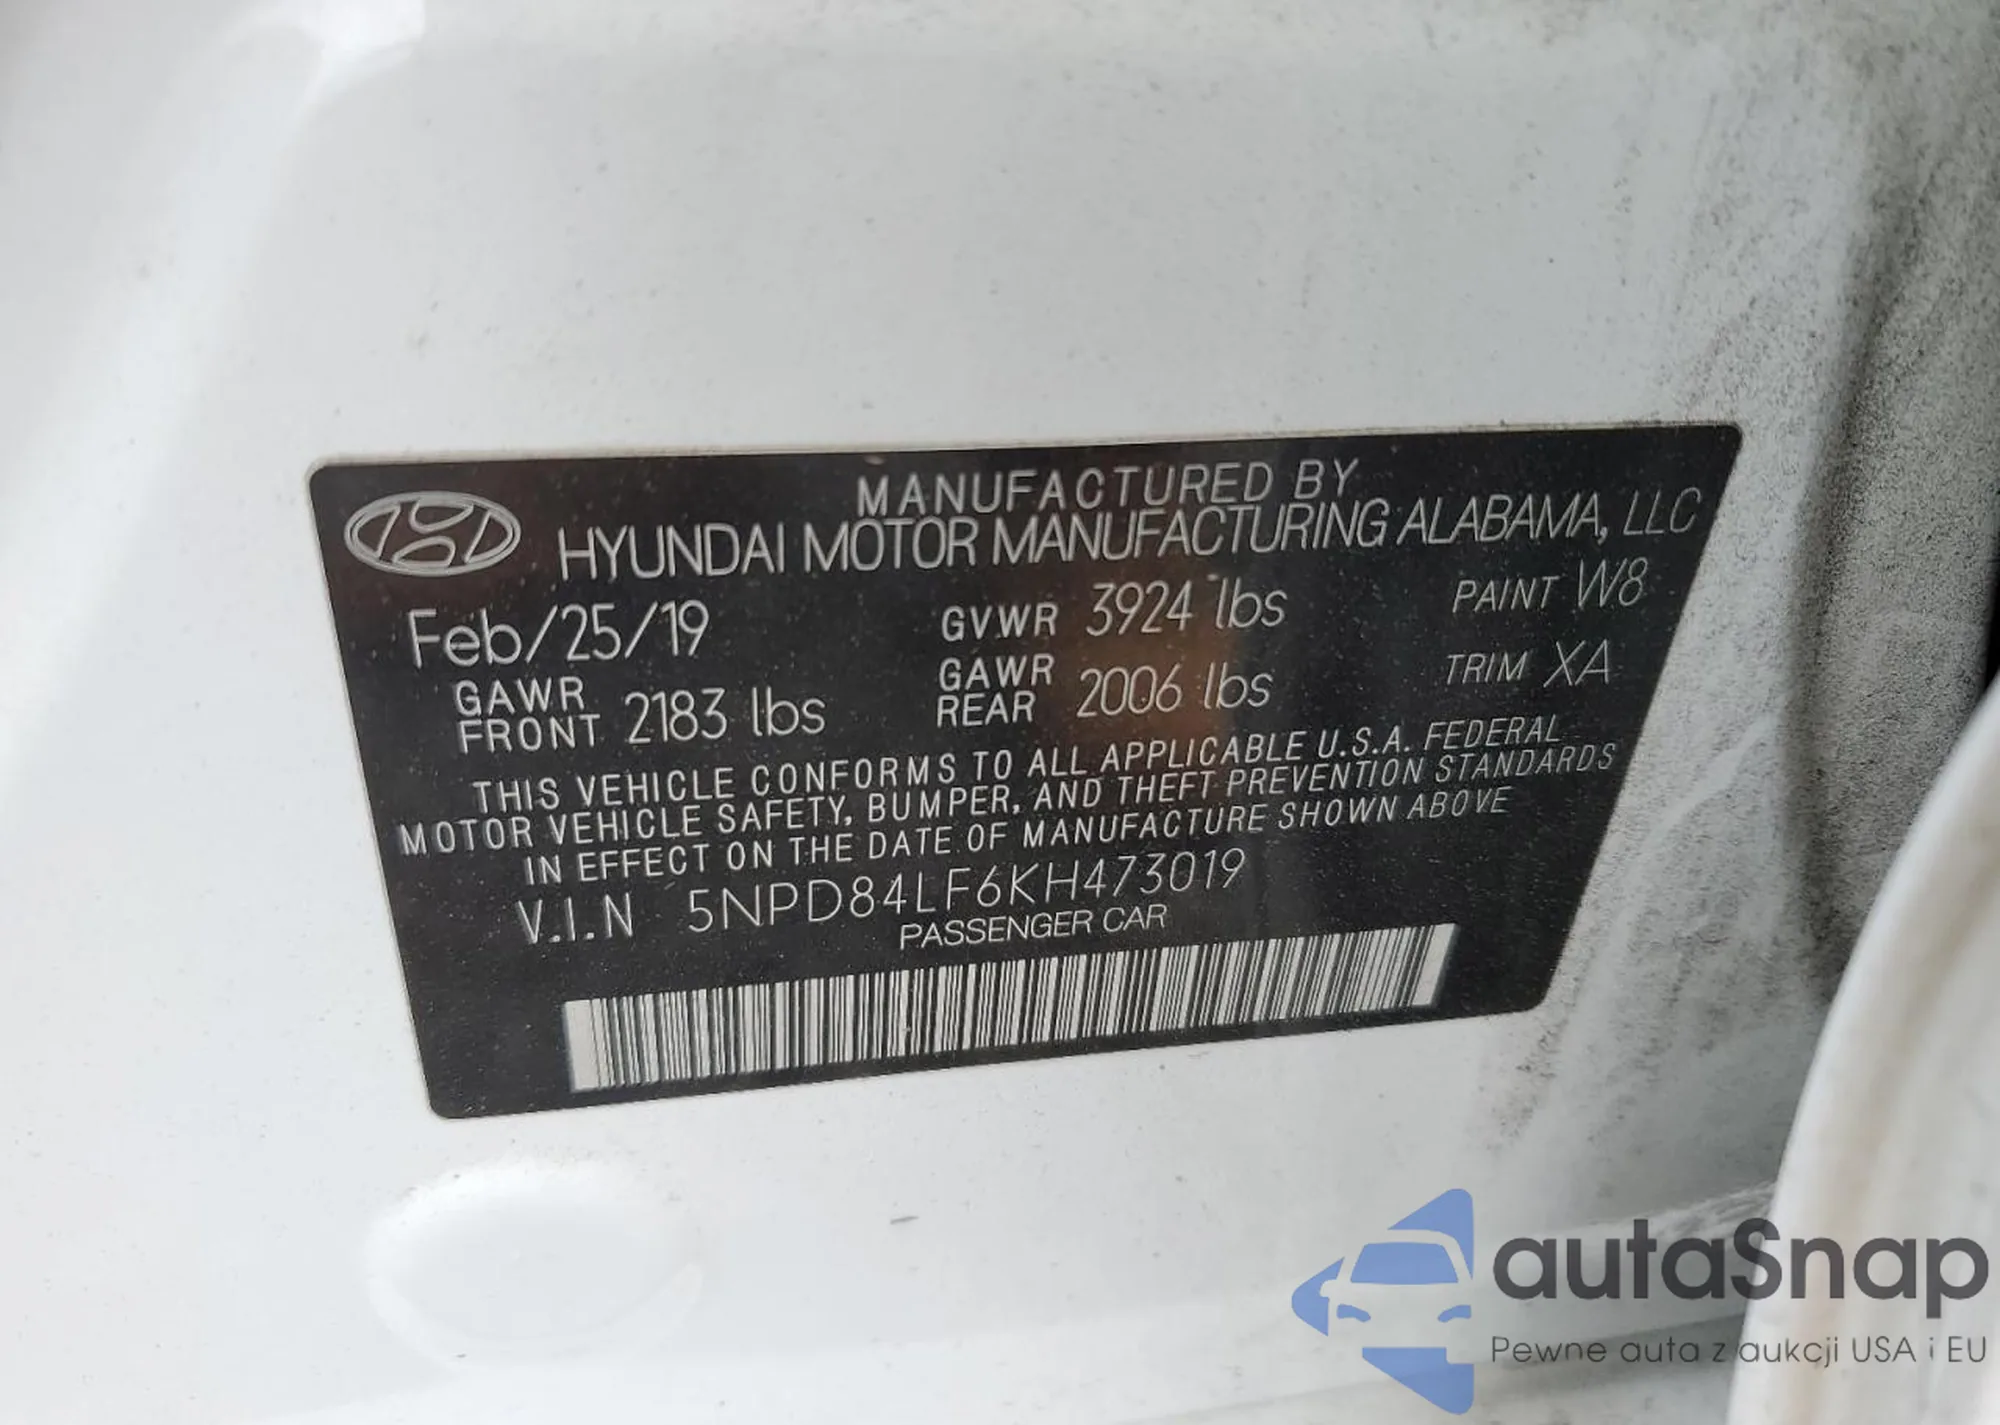 MANUFACTURED BY
HYUNDAI MOTOR MANUFACTURING ALABAMA, LLC
Feb/25/19 GVWR 3924 lbs PAINT W8
GAWR FRONT 2183 lbs GAWR REAR 2006 lbs TRIM XA
THIS VEHICLE CONFORMS TO ALL APPLICABLE U.S.A. FEDERAL
MOTOR VEHICLE SAFETY, BUMPER, AND THEFT PREVENTION STANDARDS
IN EFFECT ON THE DATE OF MANUFACTURE SHOWN ABOVE
V.I.N 5NPD84LF6KH473019
PASSENGER CAR
autaSnap
Pewne auta z aukcji USA i EU